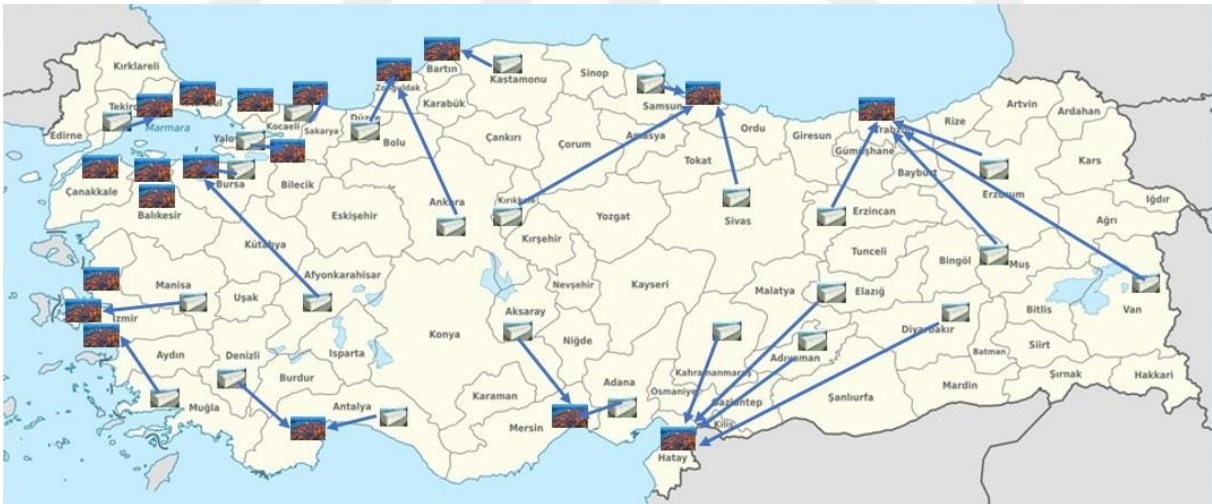 Kırklareli
Bartın
Kastamonu
Sinop
Artvin
Ardahan
Edirne
Marmara
Kocaeli
Sakarya
Karabük
Samsun
Rize
Bolu
Çankırı
Çorum
Amasya
Ordu
Giresun
Trabzon
Gümüşhane
Kars
Tokat
Bayburt
Çanakkale
Bursa
Bilecik
Balıkesir
Ankara
Kırıkkale
Erzurum
Iğdır
Eskişehir
Yozgat
Sivas
Erzincan
Ağrı
Kütahya
Kırşehir
Tunceli
Bingöl
Muş
Manisa
Uşak
Afyonkarahisar
Nevşehir
Kayseri
Malatya
Elazığ
Van
İzmir
Konya
Aksaray
Niğde
Diyarbakır
Bitlis
Aydın
Denizli
Isparta
Adıyaman
Batman
Siirt
Burdur
Kahramanmaraş
Adana
Osmaniye
Gaziantep
Mardin
Şırnak
Hakkari
Muğla
Antalya
Karaman
Mersin
Şanlıurfa
Kilis
Hatay